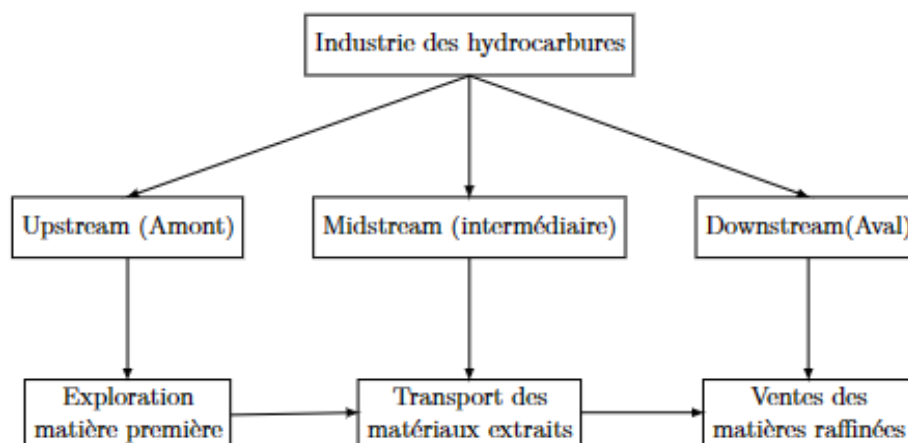 Industrie des hydrocarbures
Upstream (Amont)
Midstream (intermédiaire)
Downstream(Aval)
Exploration
matière première
Transport des
matériaux extraits
Ventes des
matières raffinées